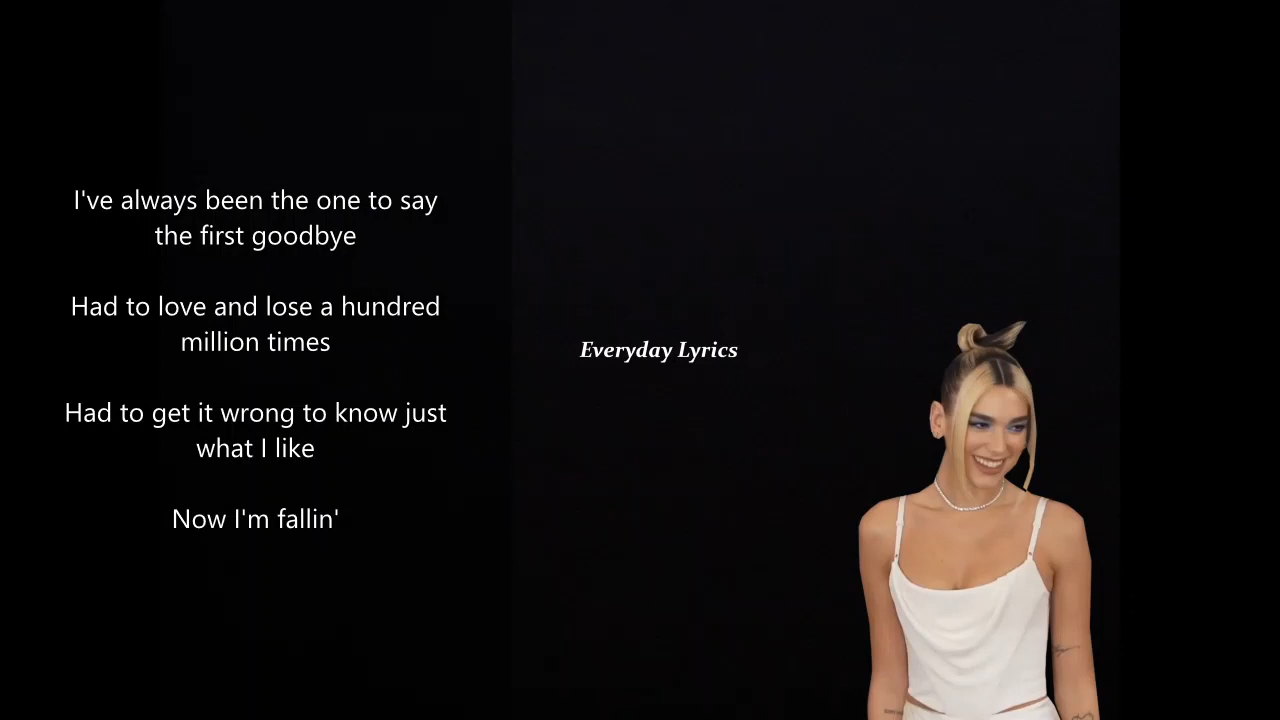 I've always been the one to say
the first goodbye
Had to love and lose a hundred
million times
Had to get it wrong to know just
what I like
Now I'm fallin'
Everyday Lyrics